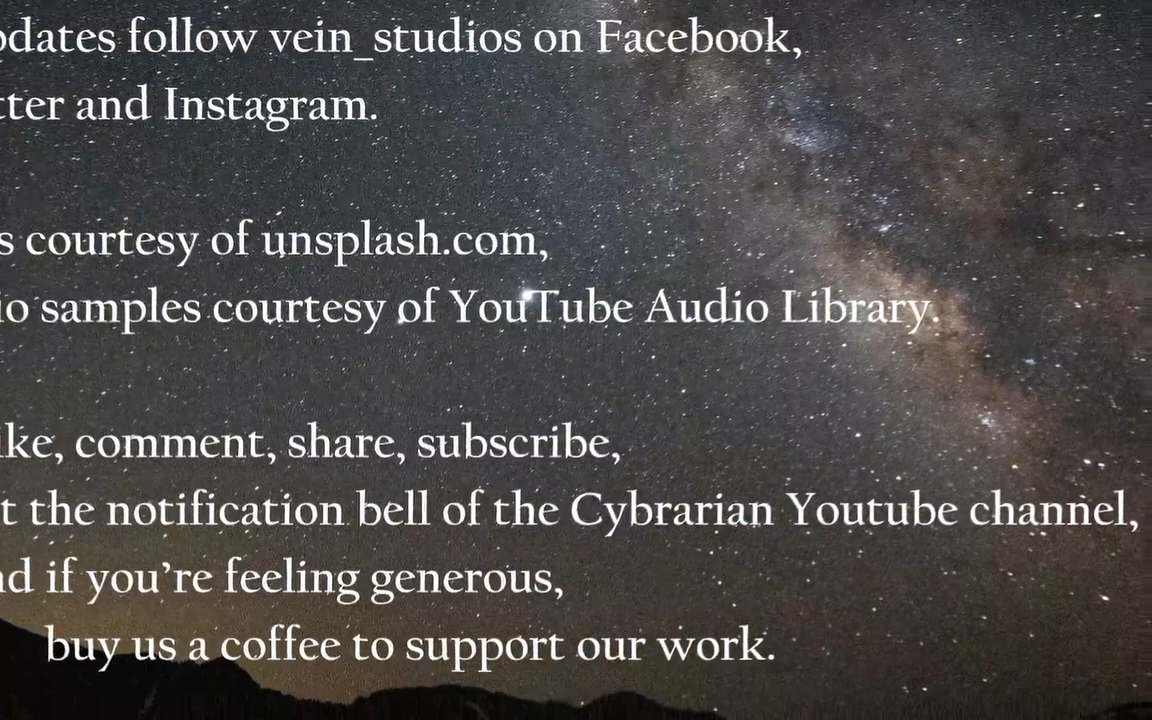 pdates follow vein_studios on Facebook,
tter and Instagram.
s courtesy of unsplash.com,
io samples courtesy of YouTube Audio Library.
ike, comment, share, subscribe,
t the notification bell of the Cybrarian Youtube channel,
nd if you're feeling generous,
buy us a coffee to support our work.